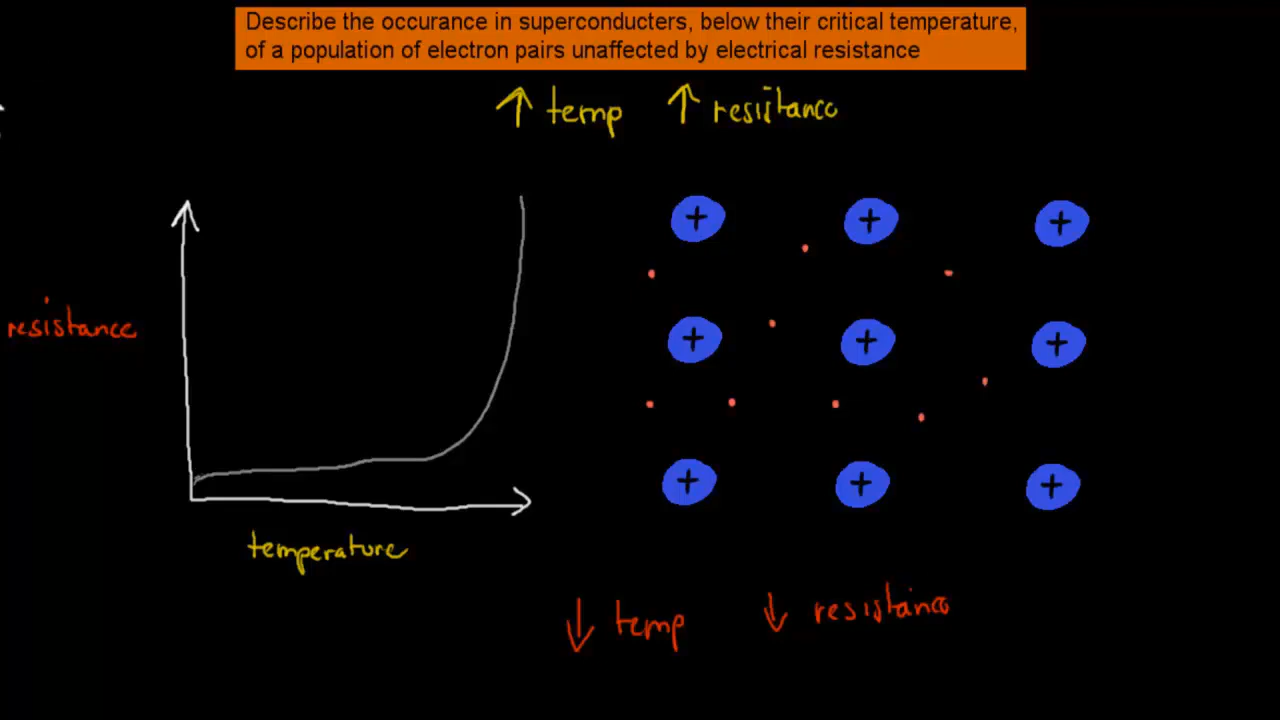 Describe the occurance in superconducters, below their critical temperature,
of a population of electron pairs unaffected by electrical resistance
↑ temp ↑ resistance
+ + +
resistance
+ + +
+ + +
temperature
↓ temp ↓ resistance